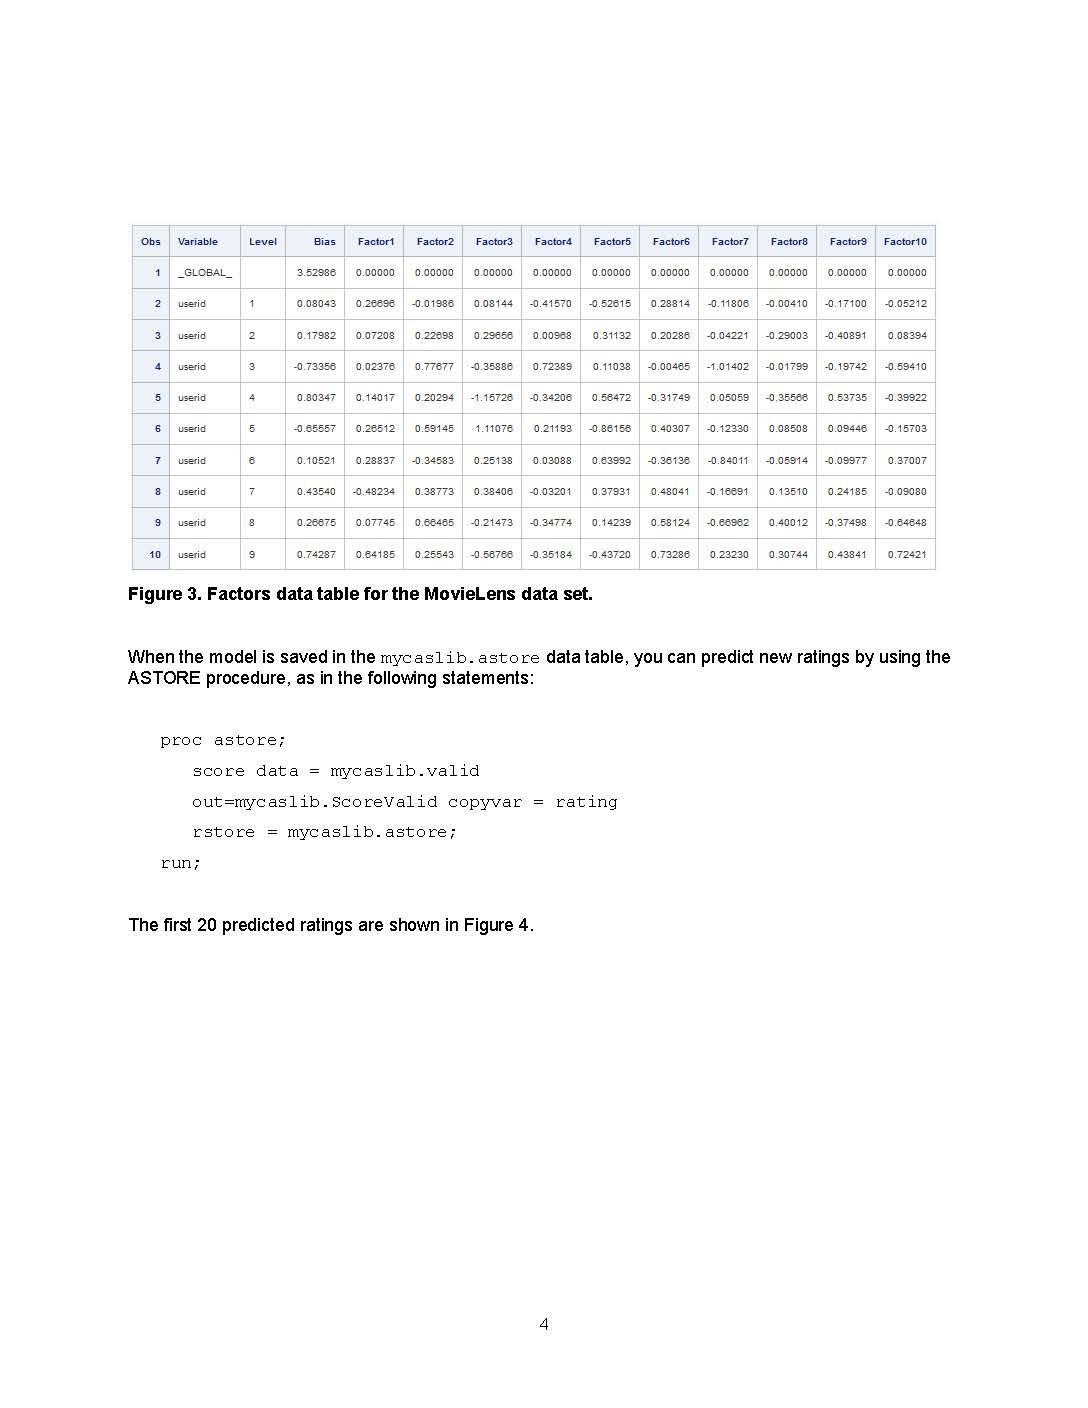 Obs Variable Level Bias Factor1 Factor2 Factor3 Factor4 Factor5 Factor6 Factor7 Factor8 Factor9 Factor10
1 _GLOBAL_ 3.52986 0.00000 0.00000 0.00000 0.00000 0.00000 0.00000 0.00000 0.00000 0.00000 0.00000
2 userid 1 0.08043 0.26696 -0.01986 0.08144 -0.41570 -0.52615 0.28814 -0.11806 -0.00410 -0.17100 -0.05212
3 userid 2 0.17982 0.07208 0.22698 0.29656 0.00968 0.31132 0.20286 -0.04221 -0.29003 -0.40891 0.08394
4 userid 3 -0.73356 0.02376 0.77677 -0.35886 0.72389 0.11038 -0.00465 -1.01402 -0.01799 -0.19742 -0.59410
5 userid 4 0.80347 0.14017 0.20294 -1.15726 -0.34206 0.56472 -0.31749 0.05059 -0.35566 0.53735 -0.39922
6 userid 5 -0.65557 0.26512 0.59145 1.11076 0.21193 -0.86156 0.40307 -0.12330 0.08508 0.09446 -0.15703
7 userid 6 0.10521 0.28837 -0.34583 0.25138 0.03088 0.63992 -0.36136 -0.84011 -0.05914 -0.09977 0.37007
8 userid 7 0.43540 -0.48234 0.38773 0.38406 -0.03201 0.37931 0.48041 -0.16691 0.13510 0.24185 -0.09080
9 userid 8 0.26675 0.07745 0.66465 -0.21473 -0.34774 0.14239 0.58124 -0.66962 0.40012 -0.37498 -0.64648
10 userid 9 0.74287 0.64185 0.25543 -0.56766 -0.35184 -0.43720 0.73286 0.23230 0.30744 0.43841 0.72421
Figure 3. Factors data table for the MovieLens data set.
When the model is saved in the mycaslib.astore data table, you can predict new ratings by using the
ASTORE procedure, as in the following statements:
proc astore;
score data = mycaslib.valid
out=mycaslib.ScoreValid copyvar = rating
rstore = mycaslib.astore;
run;
The first 20 predicted ratings are shown in Figure 4.
4